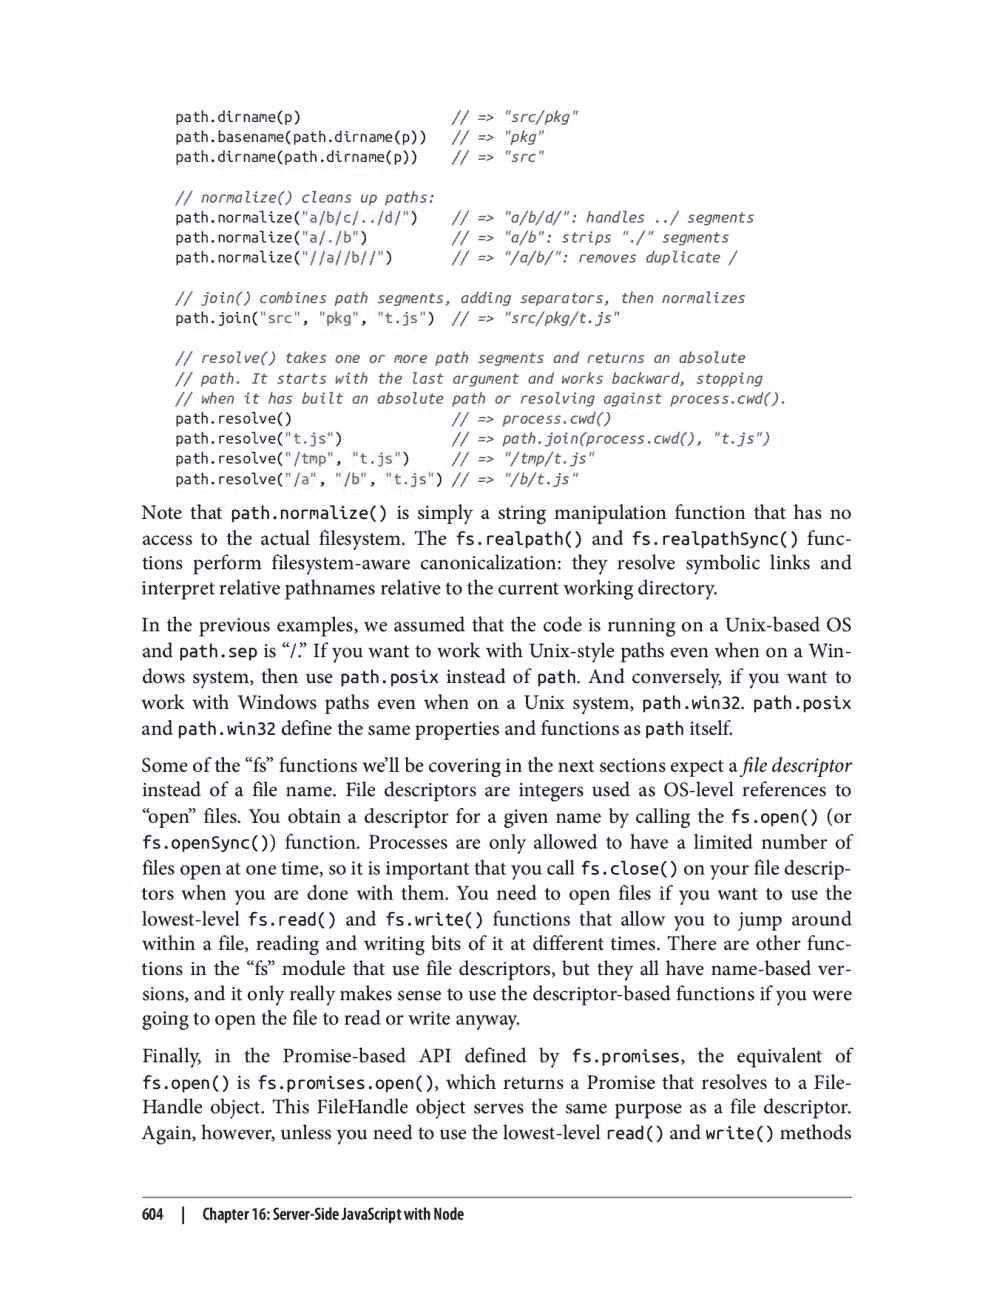 path.dirname(p)                  // => "src/pkg"
path.basename(path.dirname(p))   // => "pkg"
path.dirname(path.dirname(p))    // => "src"

// normalize() cleans up paths:
path.normalize("a/b/c/../d/")    // => "a/b/d/": handles ../ segments
path.normalize("a/./b")          // => "a/b": strips "./" segments
path.normalize("//a//b//")       // => "/a/b/": removes duplicate /

// join() combines path segments, adding separators, then normalizes
path.join("src", "pkg", "t.js")  // => "src/pkg/t.js"

// resolve() takes one or more path segments and returns an absolute
// path. It starts with the last argument and works backward, stopping
// when it has built an absolute path or resolving against process.cwd().
path.resolve()                   // => process.cwd()
path.resolve("t.js")             // => path.join(process.cwd(), "t.js")
path.resolve("/tmp", "t.js")     // => "/tmp/t.js"
path.resolve("/a", "/b", "t.js") // => "/b/t.js"

Note that path.normalize() is simply a string manipulation function that has no
access to the actual filesystem. The fs.realpath() and fs.realpathSync() func-
tions perform filesystem-aware canonicalization: they resolve symbolic links and
interpret relative pathnames relative to the current working directory.

In the previous examples, we assumed that the code is running on a Unix-based OS
and path.sep is “/.” If you want to work with Unix-style paths even when on a Win-
dows system, then use path.posix instead of path. And conversely, if you want to
work with Windows paths even when on a Unix system, path.win32. path.posix
and path.win32 define the same properties and functions as path itself.

Some of the “fs” functions we’ll be covering in the next sections expect a file descriptor
instead of a file name. File descriptors are integers used as OS-level references to
“open” files. You obtain a descriptor for a given name by calling the fs.open() (or
fs.openSync()) function. Processes are only allowed to have a limited number of
files open at one time, so it is important that you call fs.close() on your file descrip-
tors when you are done with them. You need to open files if you want to use the
lowest-level fs.read() and fs.write() functions that allow you to jump around
within a file, reading and writing bits of it at different times. There are other func-
tions in the “fs” module that use file descriptors, but they all have name-based ver-
sions, and it only really makes sense to use the descriptor-based functions if you were
going to open the file to read or write anyway.

Finally, in the Promise-based API defined by fs.promises, the equivalent of
fs.open() is fs.promises.open(), which returns a Promise that resolves to a File-
Handle object. This FileHandle object serves the same purpose as a file descriptor.
Again, however, unless you need to use the lowest-level read() and write() methods

604 | Chapter 16: Server-Side JavaScript with Node